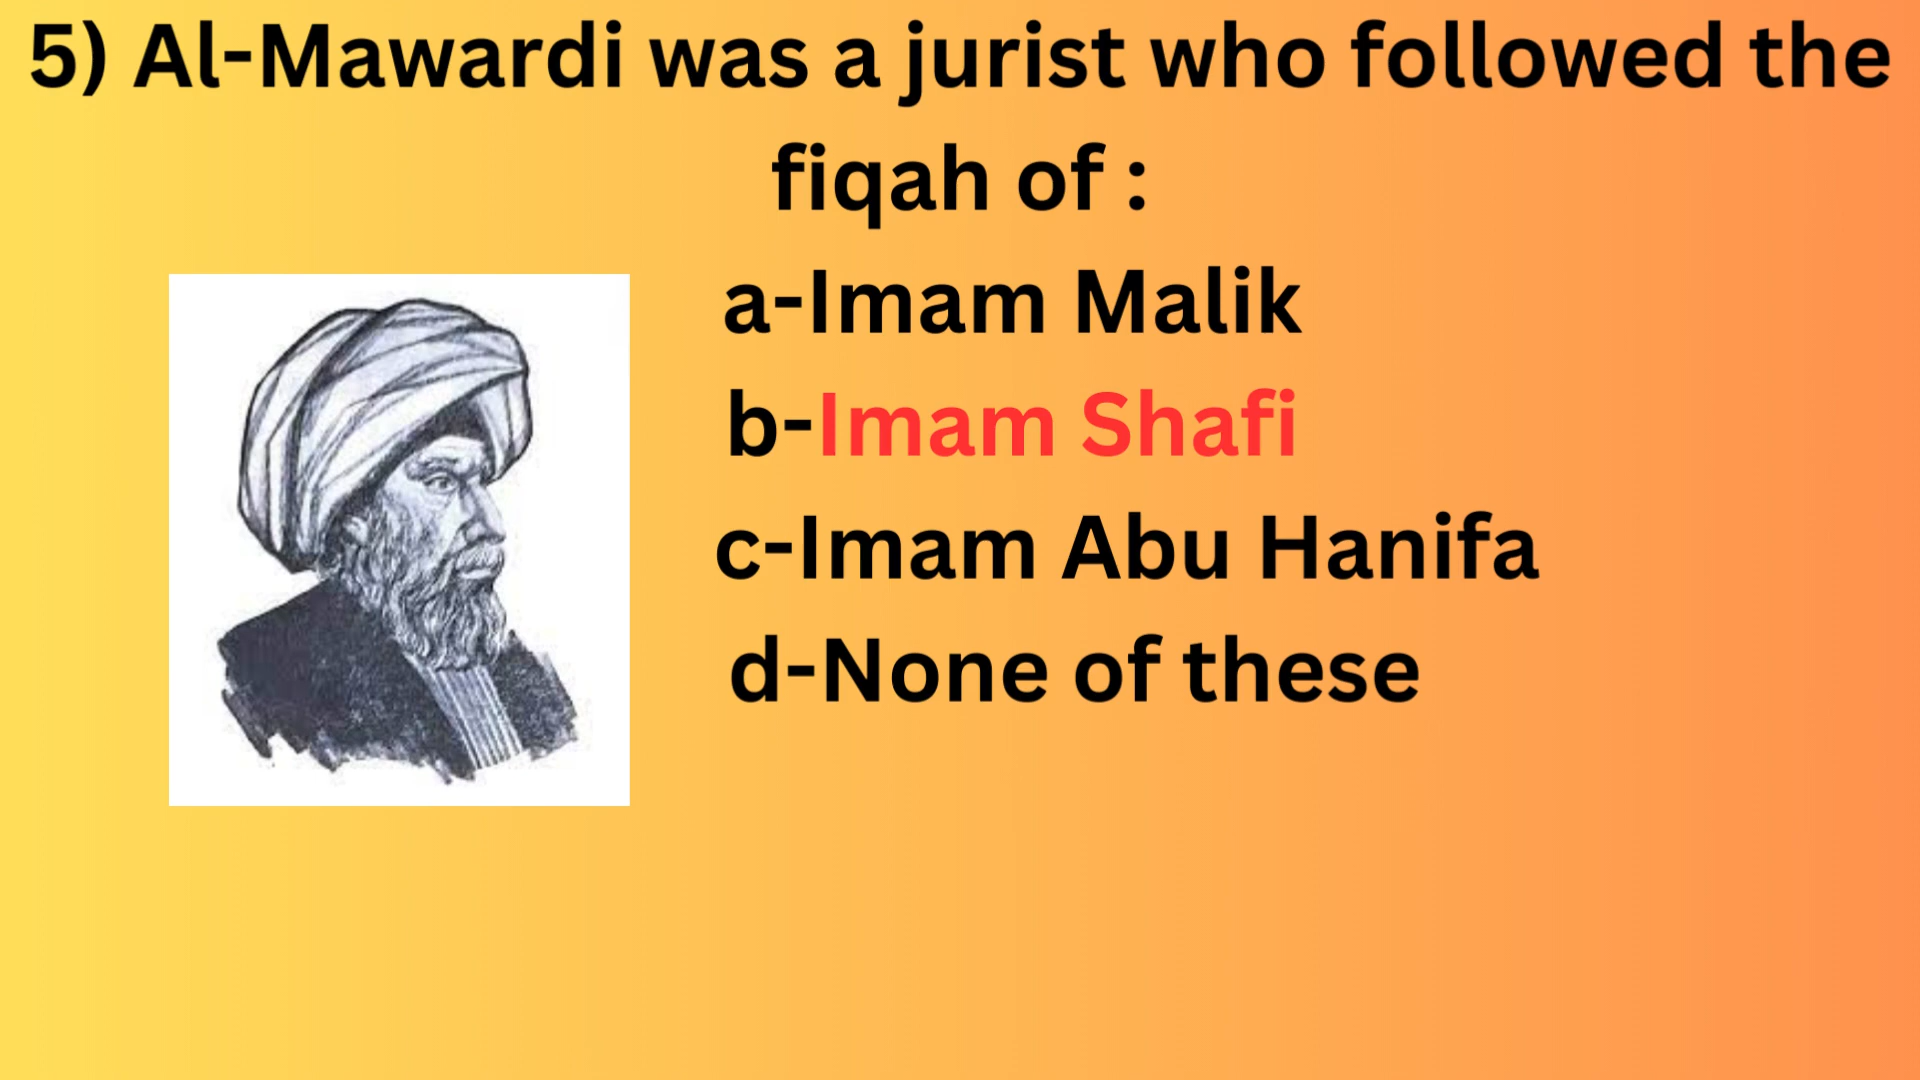 5) Al-Mawardi was a jurist who followed the
fiqah of :
a-Imam Malik
b-Imam Shafi
c-Imam Abu Hanifa
d-None of these